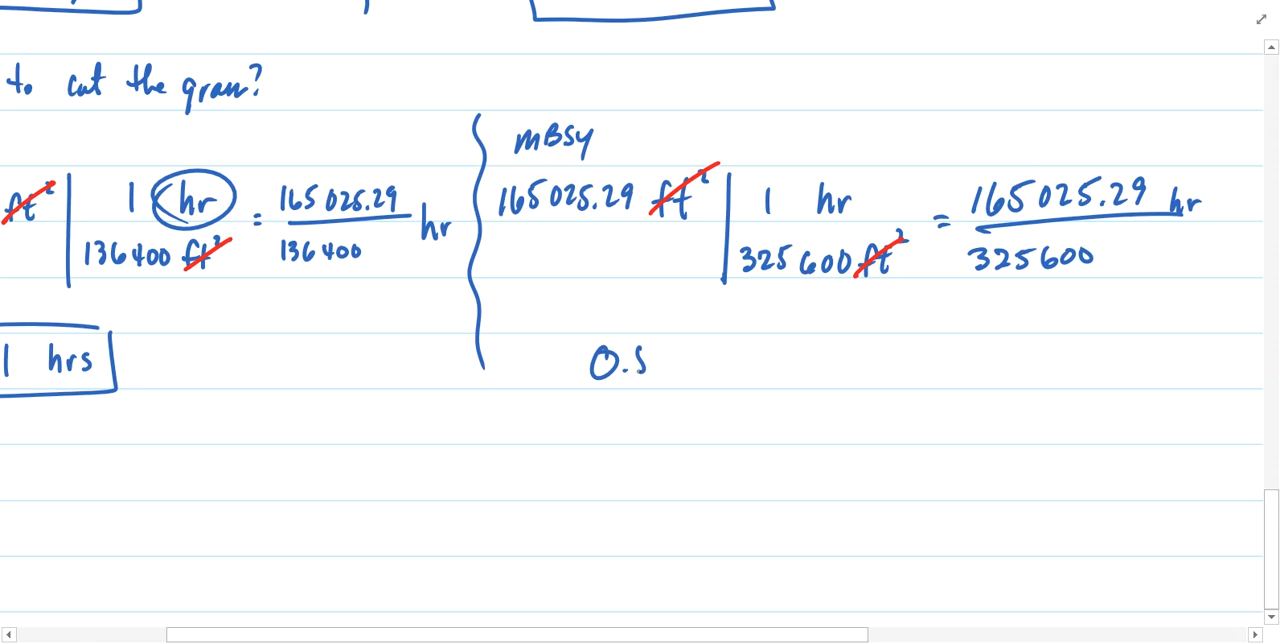 to cut the grass?
mBSy
ft² | 1 hr = 165025.29 hr
136400 ft² 136400
165025.29 ft² | 1 hr = 165025.29 hr
325600 ft² 325600
1 hrs
0.5